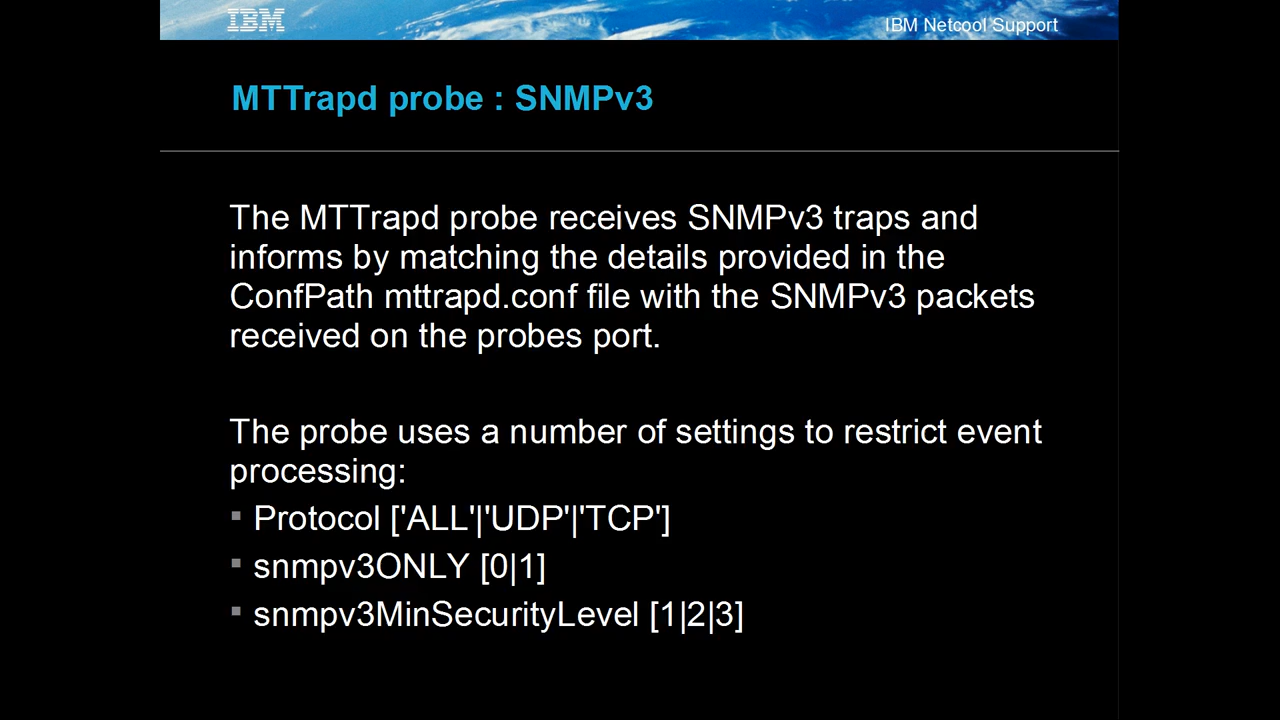 IBM
IBM Netcool Support
MTTrapd probe : SNMPv3
The MTTrapd probe receives SNMPv3 traps and
informs by matching the details provided in the
ConfPath mttrapd.conf file with the SNMPv3 packets
received on the probes port.
The probe uses a number of settings to restrict event
processing:
▪ Protocol ['ALL'|'UDP'|'TCP']
▪ snmpv3ONLY [0|1]
▪ snmpv3MinSecurityLevel [1|2|3]